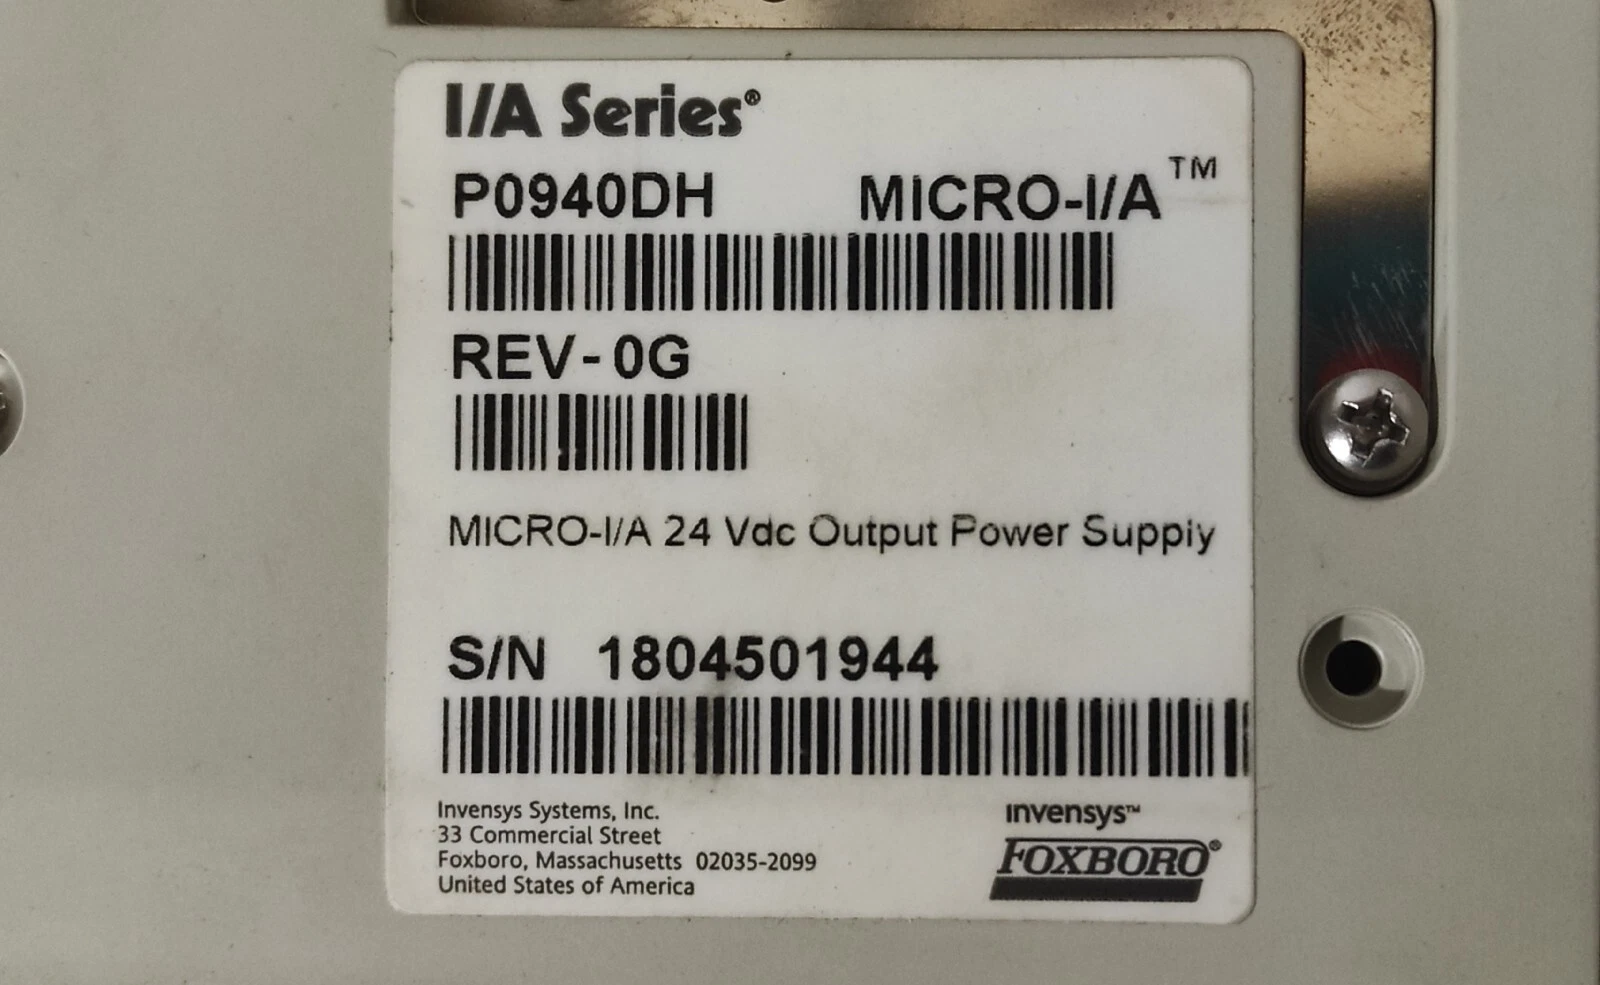 I/A Series®
P0940DH MICRO-I/A™
REV-0G
MICRO-I/A 24 Vdc Output Power Supply
S/N 1804501944
Invensys Systems, Inc.
33 Commercial Street
Foxboro, Massachusetts 02035-2099
United States of America
invensys™
FOXBORO®